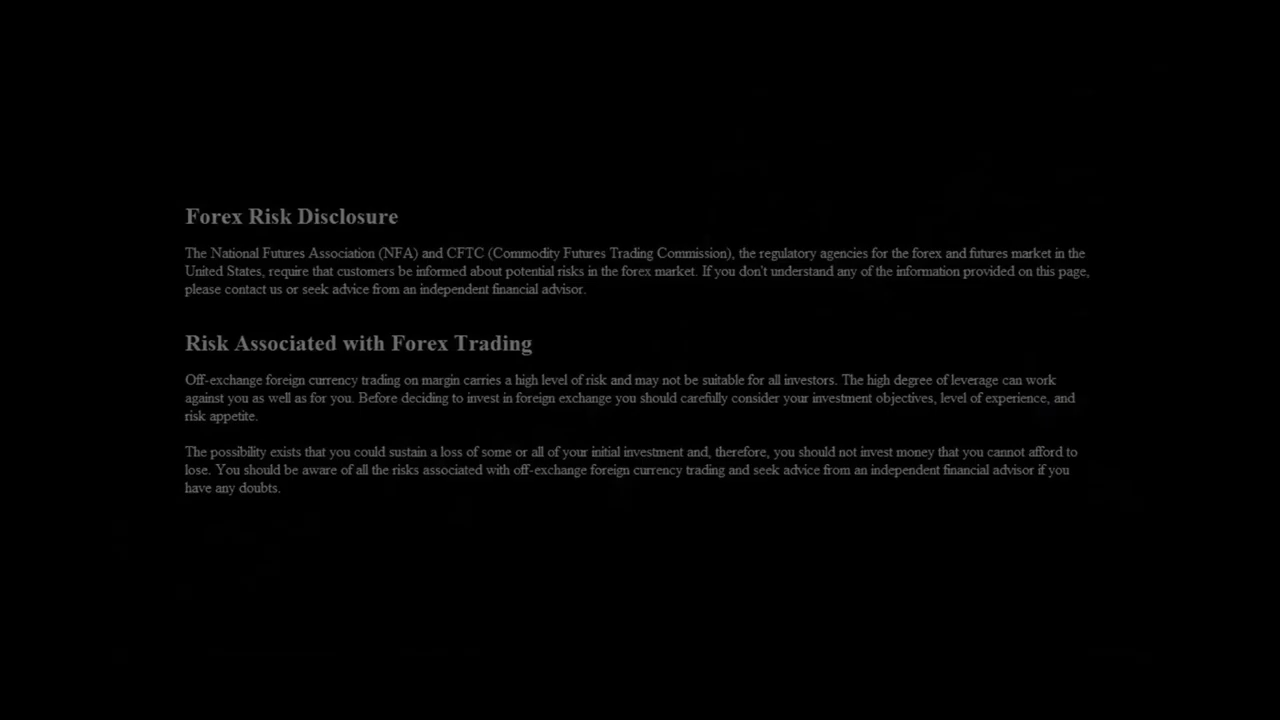 Forex Risk Disclosure
The National Futures Association (NFA) and CFTC (Commodity Futures Trading Commission), the regulatory agencies for the forex and futures market in the
United States, require that customers be informed about potential risks in the forex market. If you don't understand any of the information provided on this page,
please contact us or seek advice from an independent financial advisor.
Risk Associated with Forex Trading
Off-exchange foreign currency trading on margin carries a high level of risk and may not be suitable for all investors. The high degree of leverage can work
against you as well as for you. Before deciding to invest in foreign exchange you should carefully consider your investment objectives, level of experience, and
risk appetite.
The possibility exists that you could sustain a loss of some or all of your initial investment and, therefore, you should not invest money that you cannot afford to
lose. You should be aware of all the risks associated with off-exchange foreign currency trading and seek advice from an independent financial advisor if you
have any doubts.